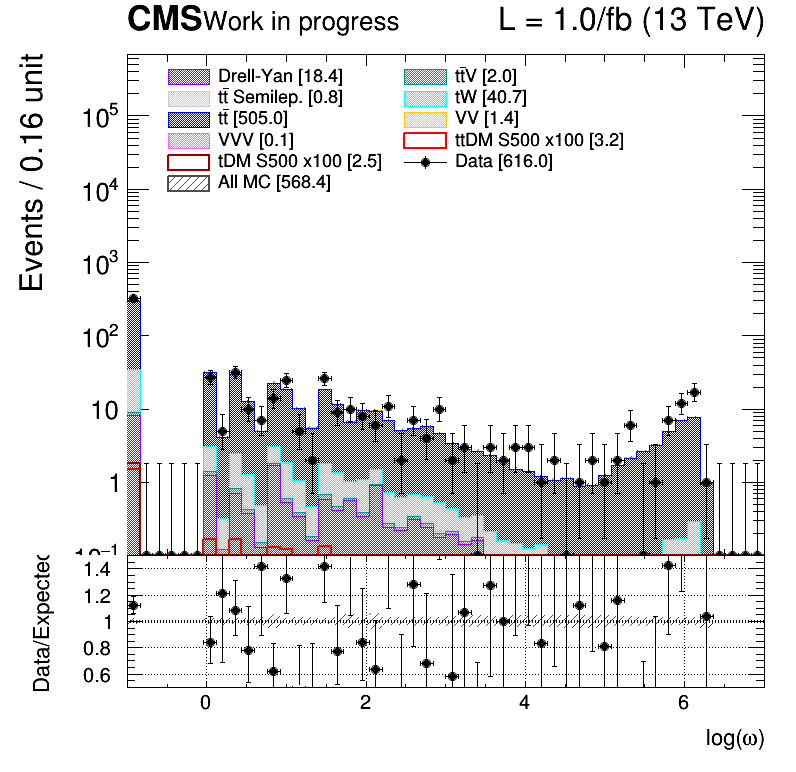 CMS Work in progress L = 1.0/fb (13 TeV)
Events / 0.16 unit
Drell-Yan [18.4] tt̄V [2.0]
tt̄ Semilep. [0.8] tW [40.7]
tt̄ [505.0] VV [1.4]
VVV [0.1] ttDM S500 x100 [3.2]
tDM S500 x100 [2.5] Data [616.0]
All MC [568.4]
10⁵
10⁴
10³
10²
10
1
10⁻¹
Data/Expected
1.4
1.2
1
0.8
0.6
0 2 4 6
log(ω)